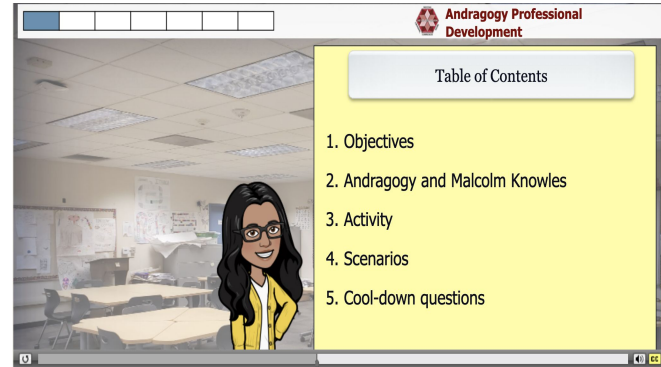 Andragogy Professional
Development
Table of Contents
1. Objectives
2. Andragogy and Malcolm Knowles
3. Activity
4. Scenarios
5. Cool-down questions
CC